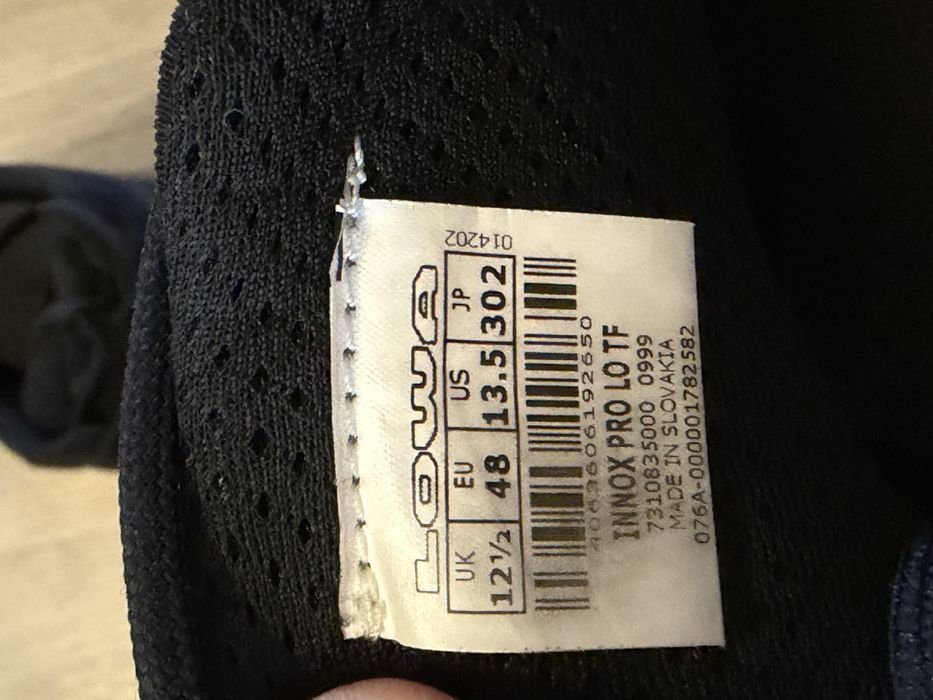 LOWA
UK EU US JP
12½ 48 13.5 302
014202
INNOX PRO LO TF
7310835000 0999
MADE IN SLOVAKIA
076A-000001782582